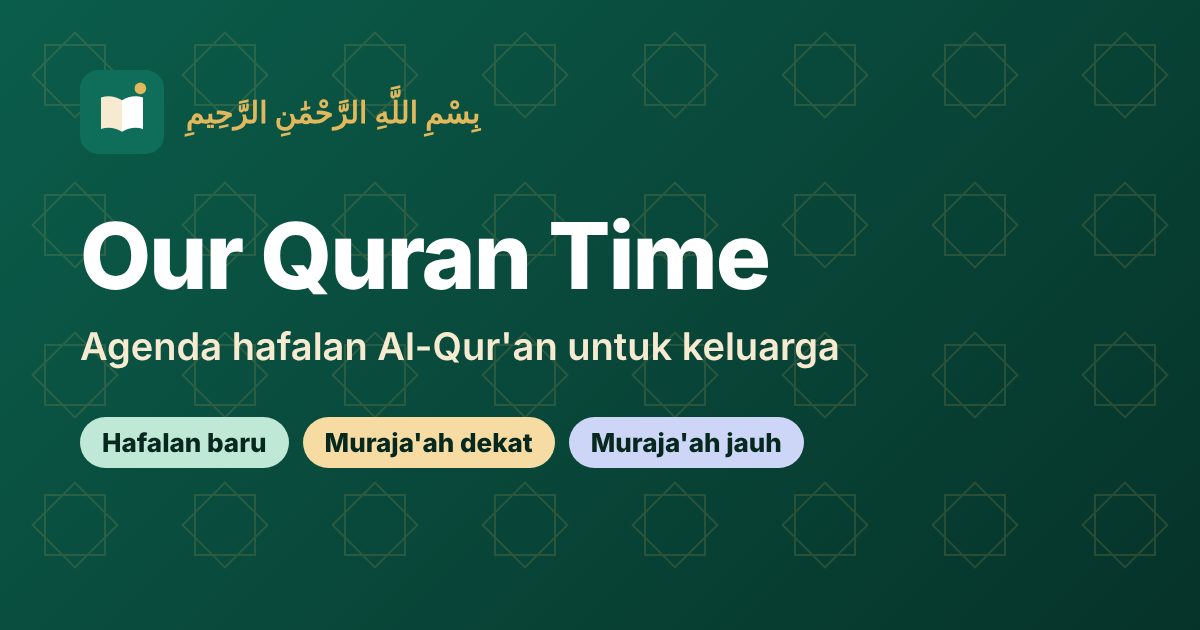 بِسْمِ اللَّهِ الرَّحْمَٰنِ الرَّحِيمِ
Our Quran Time
Agenda hafalan Al-Qur'an untuk keluarga
Hafalan baru Muraja'ah dekat Muraja'ah jauh